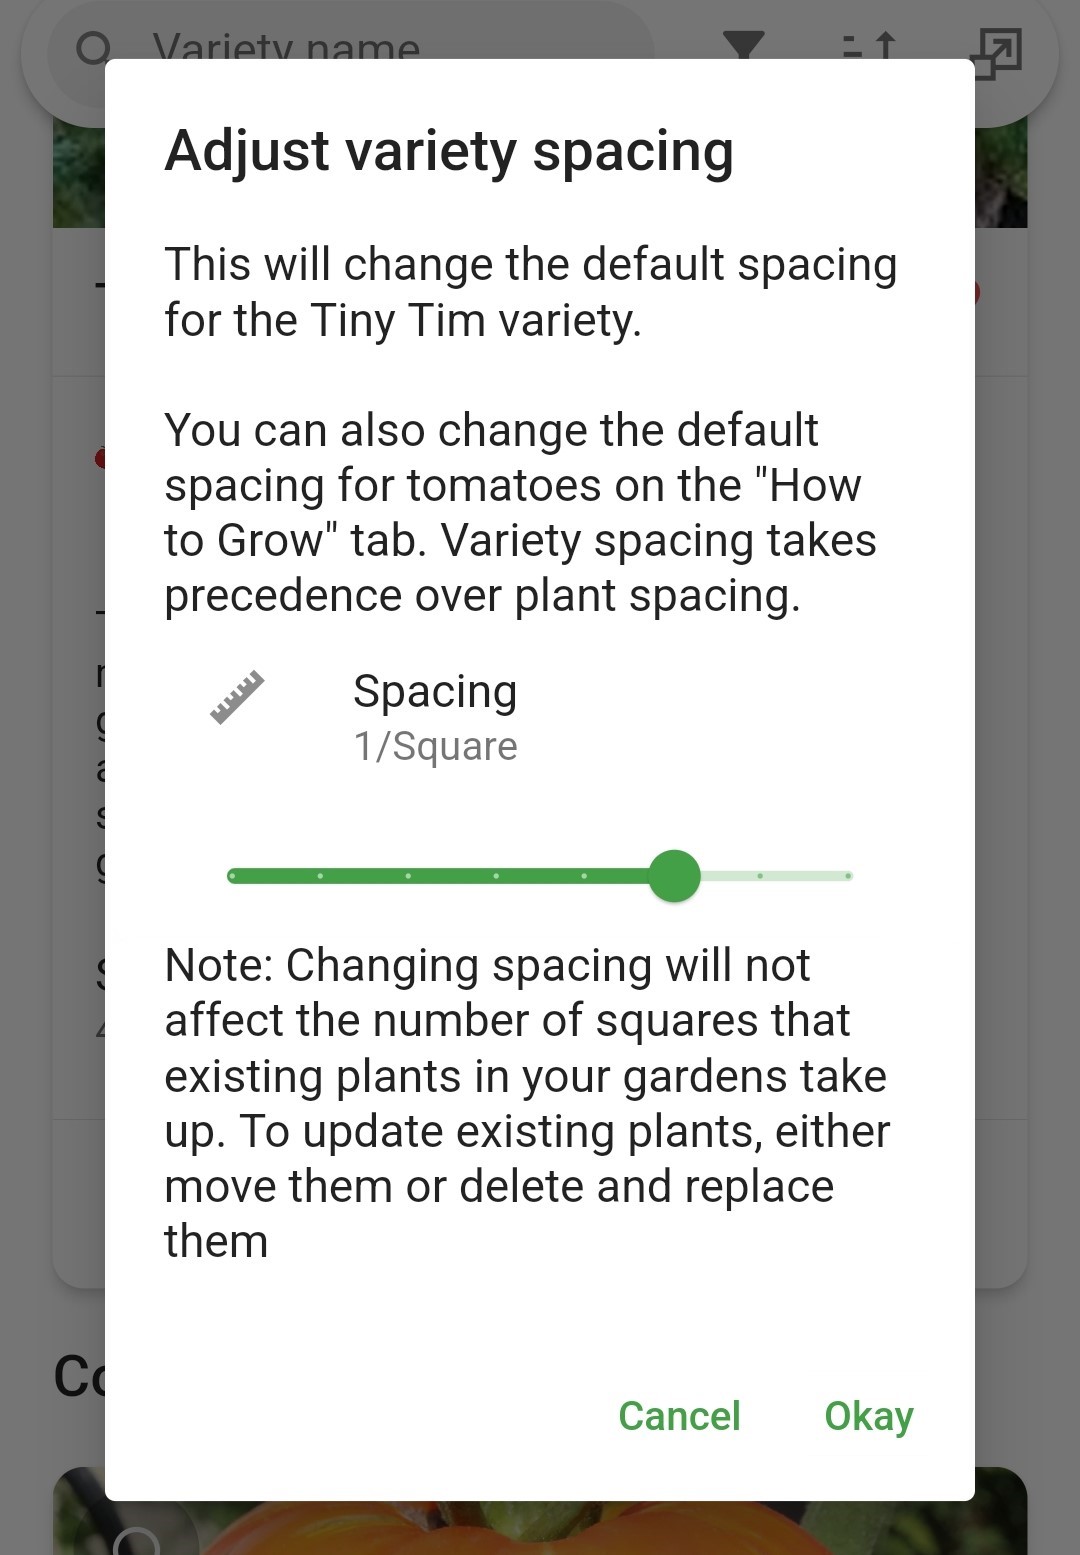 Variety name
Adjust variety spacing
This will change the default spacing
for the Tiny Tim variety.
You can also change the default
spacing for tomatoes on the "How
to Grow" tab. Variety spacing takes
precedence over plant spacing.
Spacing
1/Square
Note: Changing spacing will not
affect the number of squares that
existing plants in your gardens take
up. To update existing plants, either
move them or delete and replace
them
Cancel Okay